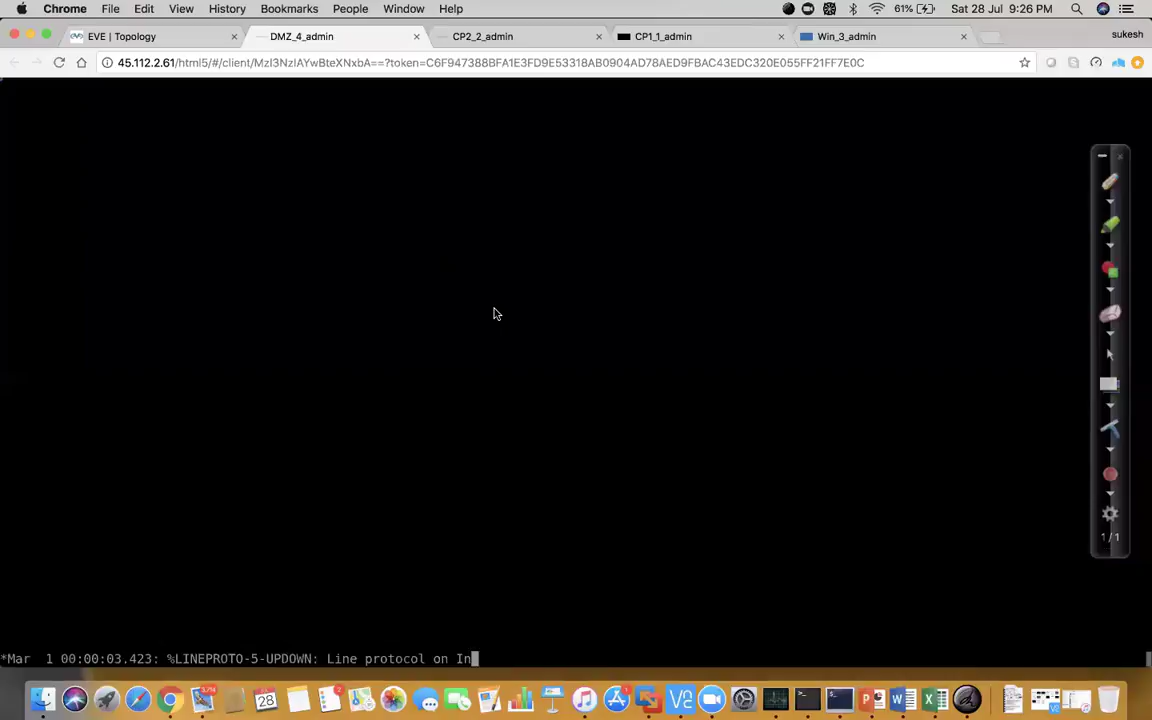 Chrome File Edit View History Bookmarks People Window Help 61% Sat 28 Jul 9:26 PM
EVE | Topology × DMZ_4_admin × CP2_2_admin × CP1_1_admin × Win_3_admin × sukesh
45.112.2.61/html5/#/client/MzI3NzIAYwBteXNxbA==?token=C6F947388BFA1E3FD9E53318AB0904AD78AED9FBAC43EDC320E055FF21FF7E0C
1/1
*Mar  1 00:00:03.423: %LINEPROTO-5-UPDOWN: Line protocol on In
28